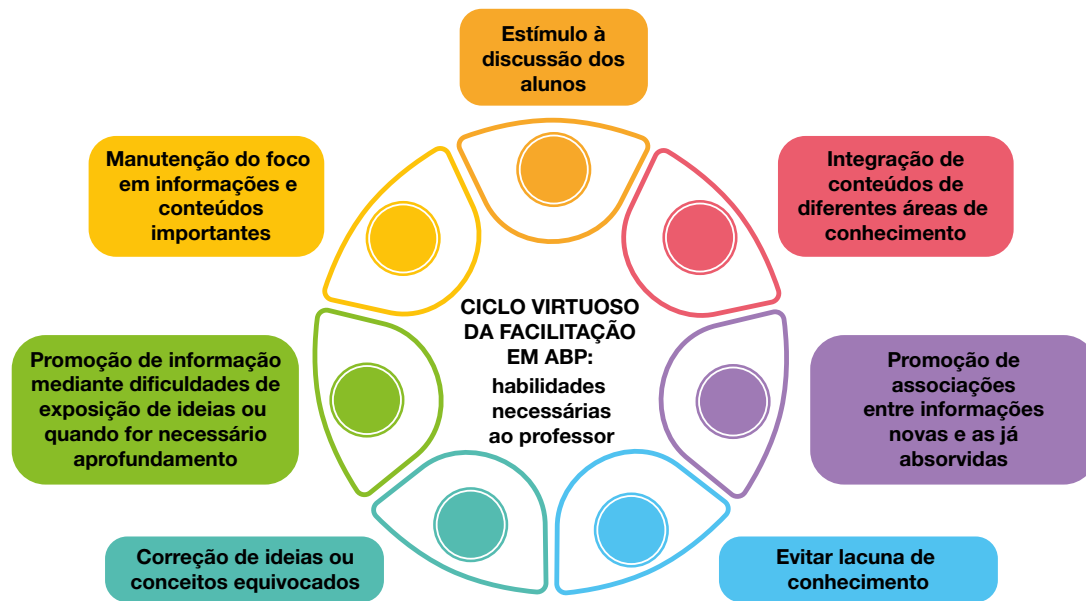 Estímulo à
discussão dos
alunos
Integração de
conteúdos de
diferentes áreas de
conhecimento
Promoção de
associações
entre informações
novas e as já
absorvidas
Evitar lacuna de
conhecimento
Correção de ideias ou
conceitos equivocados
Promoção de informação
mediante dificuldades de
exposição de ideias ou
quando for necessário
aprofundamento
Manutenção do foco
em informações e
conteúdos
importantes
CICLO VIRTUOSO
DA FACILITAÇÃO
EM ABP:
habilidades
necessárias
ao professor